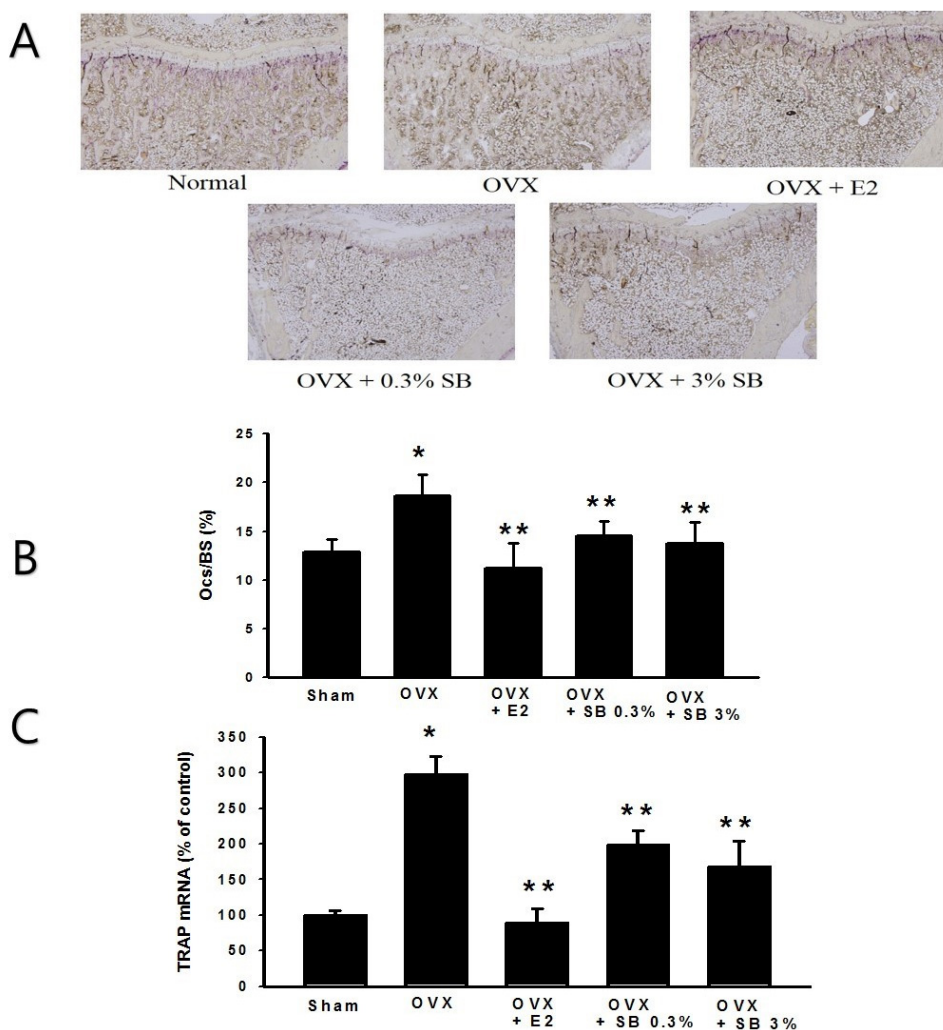 A
Normal
OVX
OVX + E2
OVX + 0.3% SB
OVX + 3% SB
B
Ocs/BS (%)
25
20
15
10
5
0
*
**
**
**
Sham
OVX
OVX
+ E2
OVX
+ SB 0.3%
OVX
+ SB 3%
C
TRAP mRNA (% of control)
350
300
250
200
150
100
50
0
*
**
**
**
Sham
OVX
OVX
+ E2
OVX
+ SB 0.3%
OVX
+ SB 3%